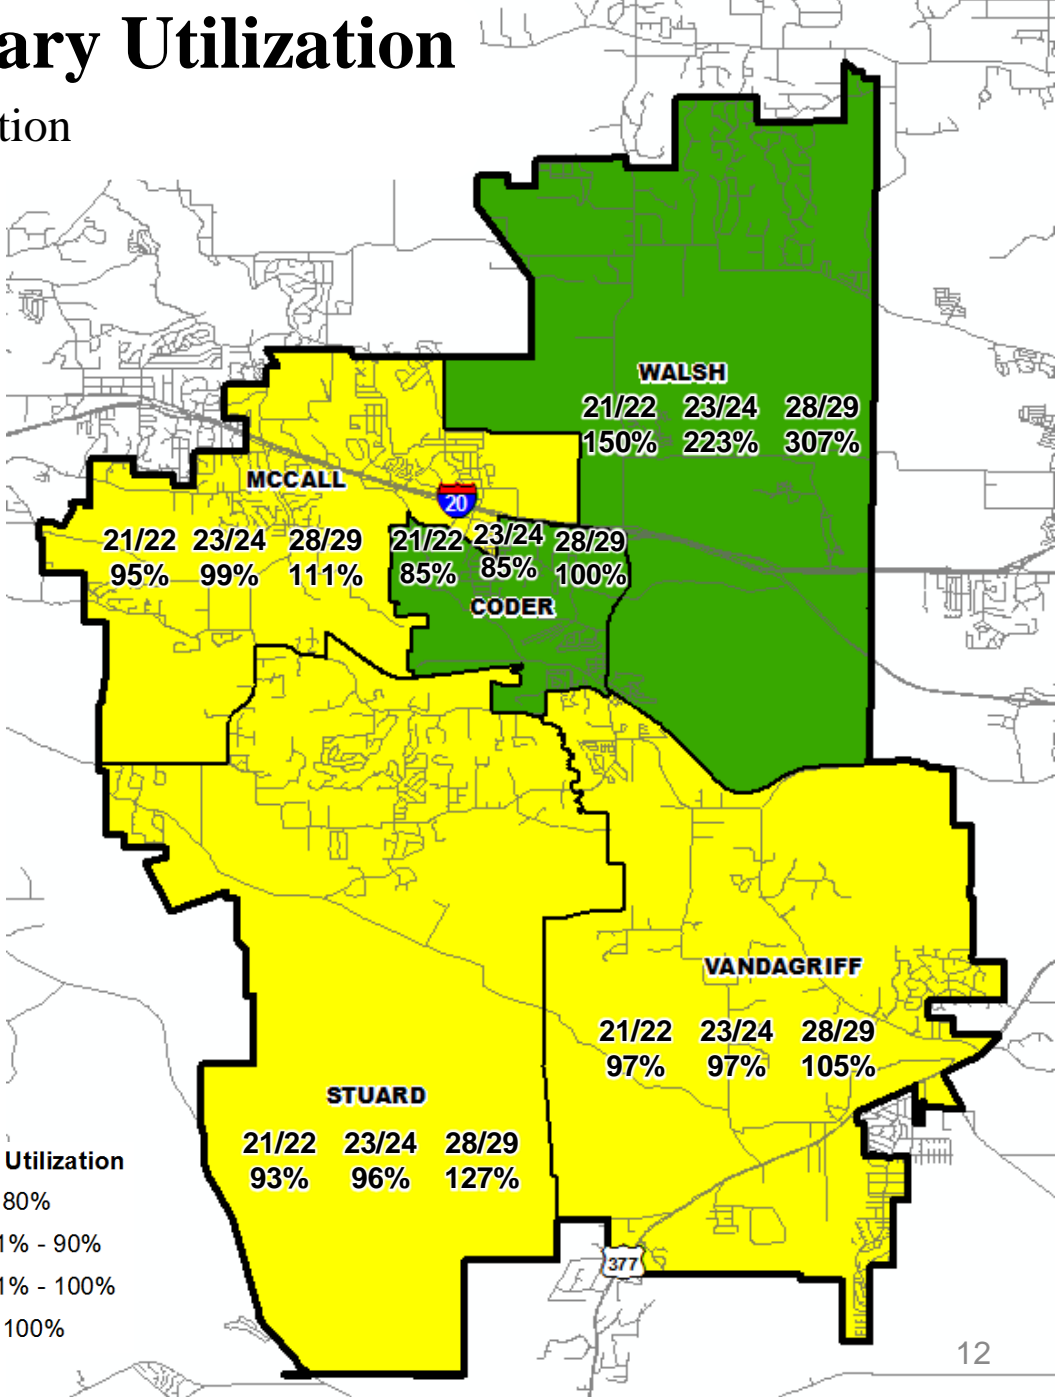 ary Utilization
tion
WALSH
21/22 23/24 28/29
150% 223% 307%
MCCALL
20
21/22 23/24 28/29
95% 99% 111%
21/22 23/24 28/29
85% 85% 100%
CODER
VANDAGRIFF
21/22 23/24 28/29
97% 97% 105%
STUARD
21/22 23/24 28/29
93% 96% 127%
Utilization
80%
1% - 90%
1% - 100%
100%
377
12